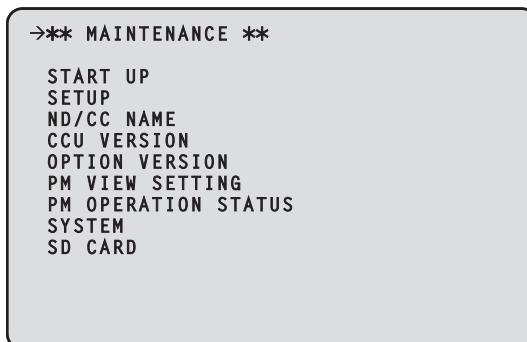 →** MAINTENANCE **
START UP
SETUP
ND/CC NAME
CCU VERSION
OPTION VERSION
PM VIEW SETTING
PM OPERATION STATUS
SYSTEM
SD CARD